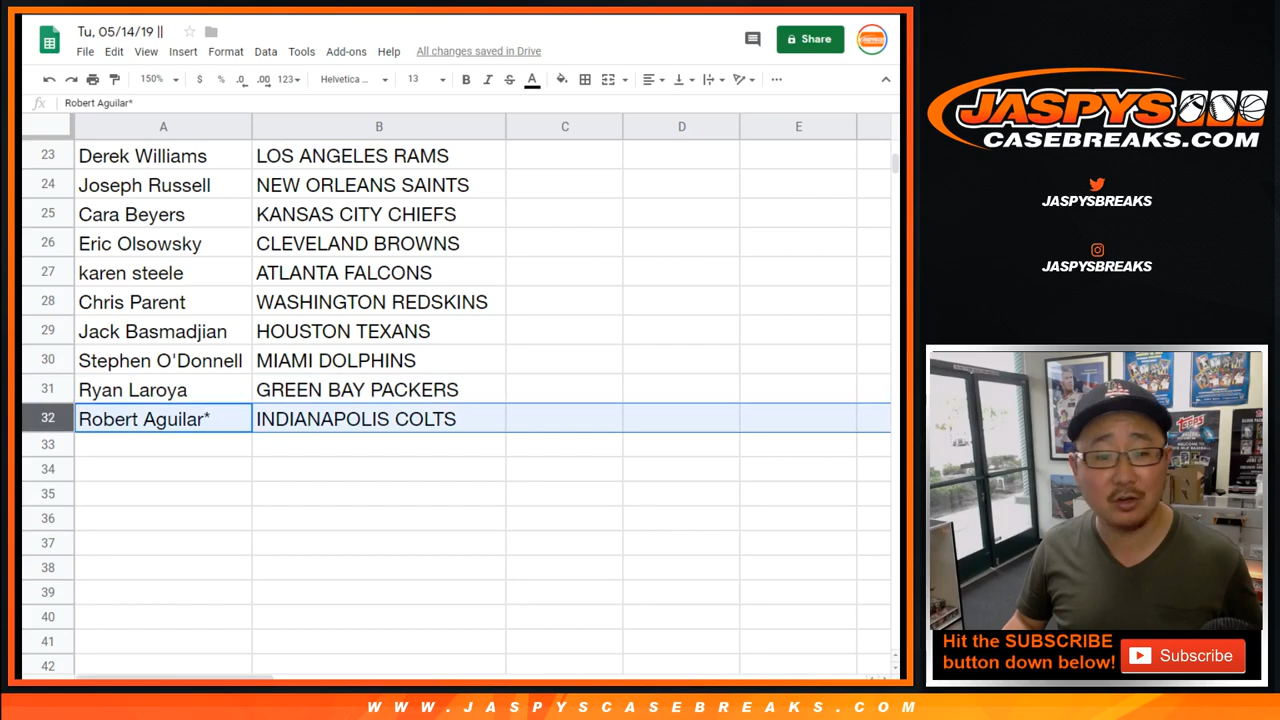 Tu, 05/14/19 ||
File Edit View Insert Format Data Tools Add-ons Help All changes saved in Drive
Share
150% $ % .0 .00 123 Helvetica ... 13 B I S A
fx Robert Aguilar*
A B C D E
23 Derek Williams LOS ANGELES RAMS
24 Joseph Russell NEW ORLEANS SAINTS
25 Cara Beyers KANSAS CITY CHIEFS
26 Eric Olsowsky CLEVELAND BROWNS
27 karen steele ATLANTA FALCONS
28 Chris Parent WASHINGTON REDSKINS
29 Jack Basmadjian HOUSTON TEXANS
30 Stephen O'Donnell MIAMI DOLPHINS
31 Ryan Laroya GREEN BAY PACKERS
32 Robert Aguilar* INDIANAPOLIS COLTS
33
34
35
36
37
38
39
40
41
42
JASPYS
CASEBREAKS.COM
JASPYSBREAKS
JASPYSBREAKS
TOPPS
Hit the SUBSCRIBE
button down below!
Subscribe
WWW.JASPYSCASEBREAKS.COM